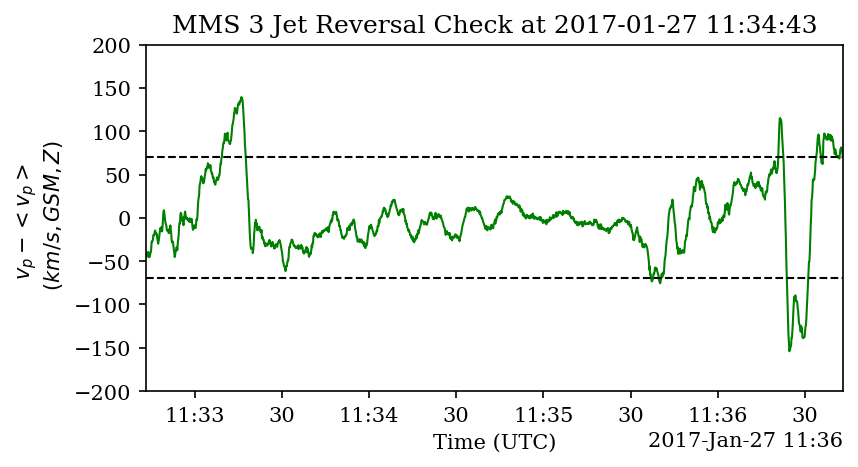 MMS 3 Jet Reversal Check at 2017-01-27 11:34:43
200
150
100
50
0
−50
−100
−150
−200
v_p − < v_p >
(km/s, GSM, Z)
11:33 30 11:34 30 11:35 30 11:36 30
Time (UTC)
2017-Jan-27 11:36